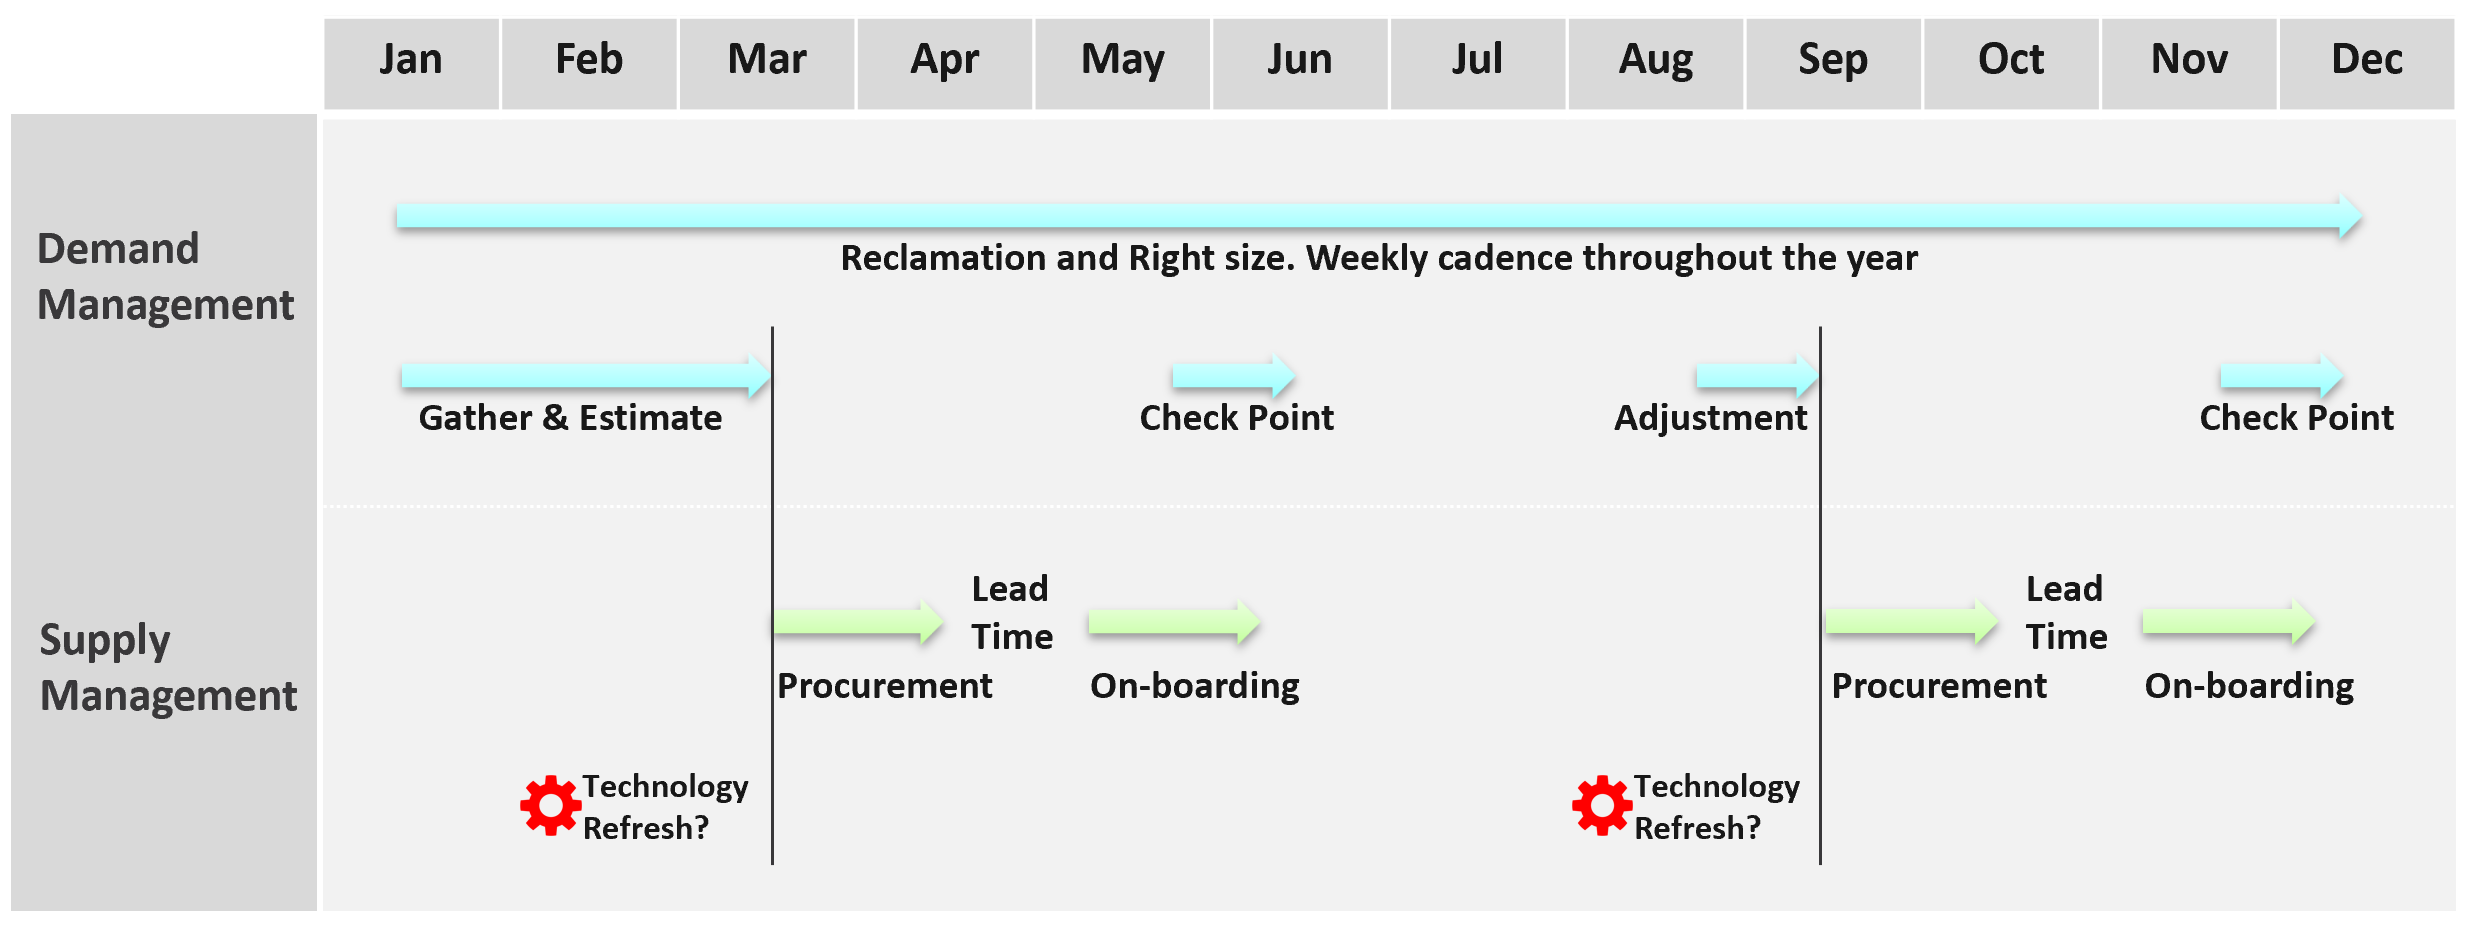 Jan Feb Mar Apr May Jun Jul Aug Sep Oct Nov Dec
Demand
Management
Reclamation and Right size. Weekly cadence throughout the year
Gather & Estimate
Check Point
Adjustment
Check Point
Supply
Management
Procurement
Lead
Time
On-boarding
Procurement
Lead
Time
On-boarding
Technology
Refresh?
Technology
Refresh?